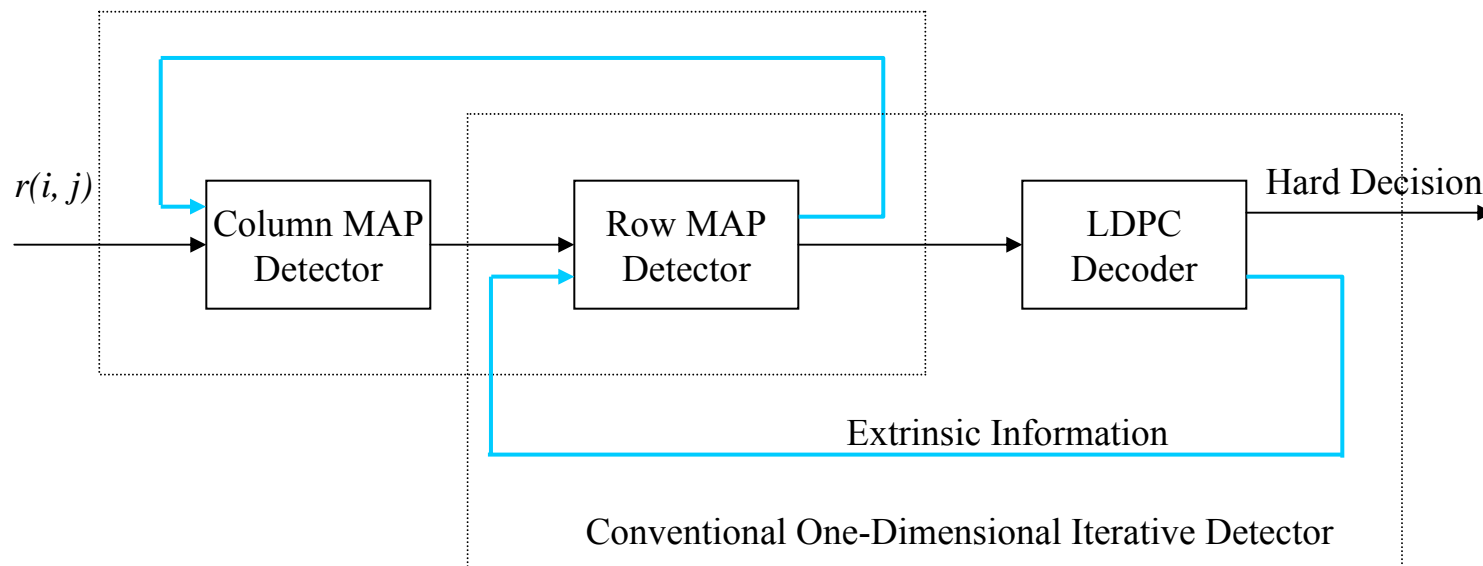 r(i, j)
Column MAP
Detector
Row MAP
Detector
LDPC
Decoder
Hard Decision
Extrinsic Information
Conventional One-Dimensional Iterative Detector